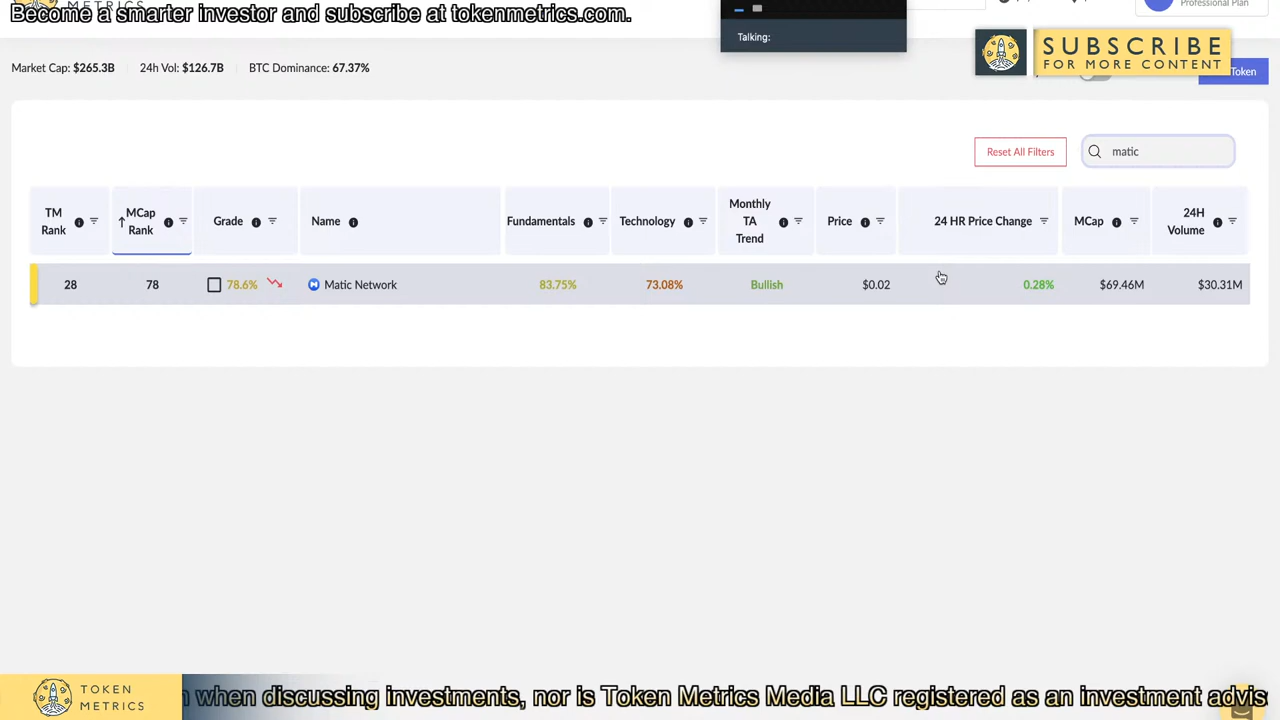 METRICS
Become a smarter investor and subscribe at tokenmetrics.com.
Professional Plan
Talking:
SUBSCRIBE
FOR MORE CONTENT
Market Cap: $265.3B 24h Vol: $126.7B BTC Dominance: 67.37%
Token
Reset All Filters
matic
TM Rank
MCap Rank
Grade
Name
Fundamentals
Technology
Monthly TA Trend
Price
24 HR Price Change
MCap
24H Volume
28 78 78.6% Matic Network 83.75% 73.08% Bullish $0.02 0.28% $69.46M $30.31M
TOKEN
METRICS
when discussing investments, nor is Token Metrics Media LLC registered as an investment advis